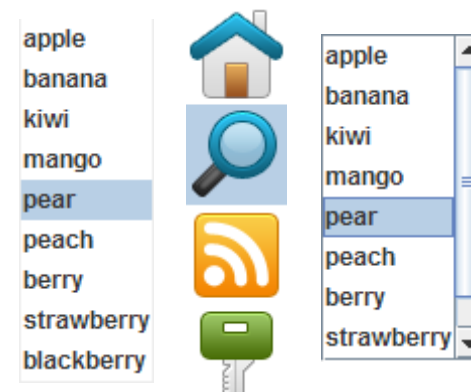 apple
banana
kiwi
mango
pear
peach
berry
strawberry
blackberry
apple
banana
kiwi
mango
pear
peach
berry
strawberry